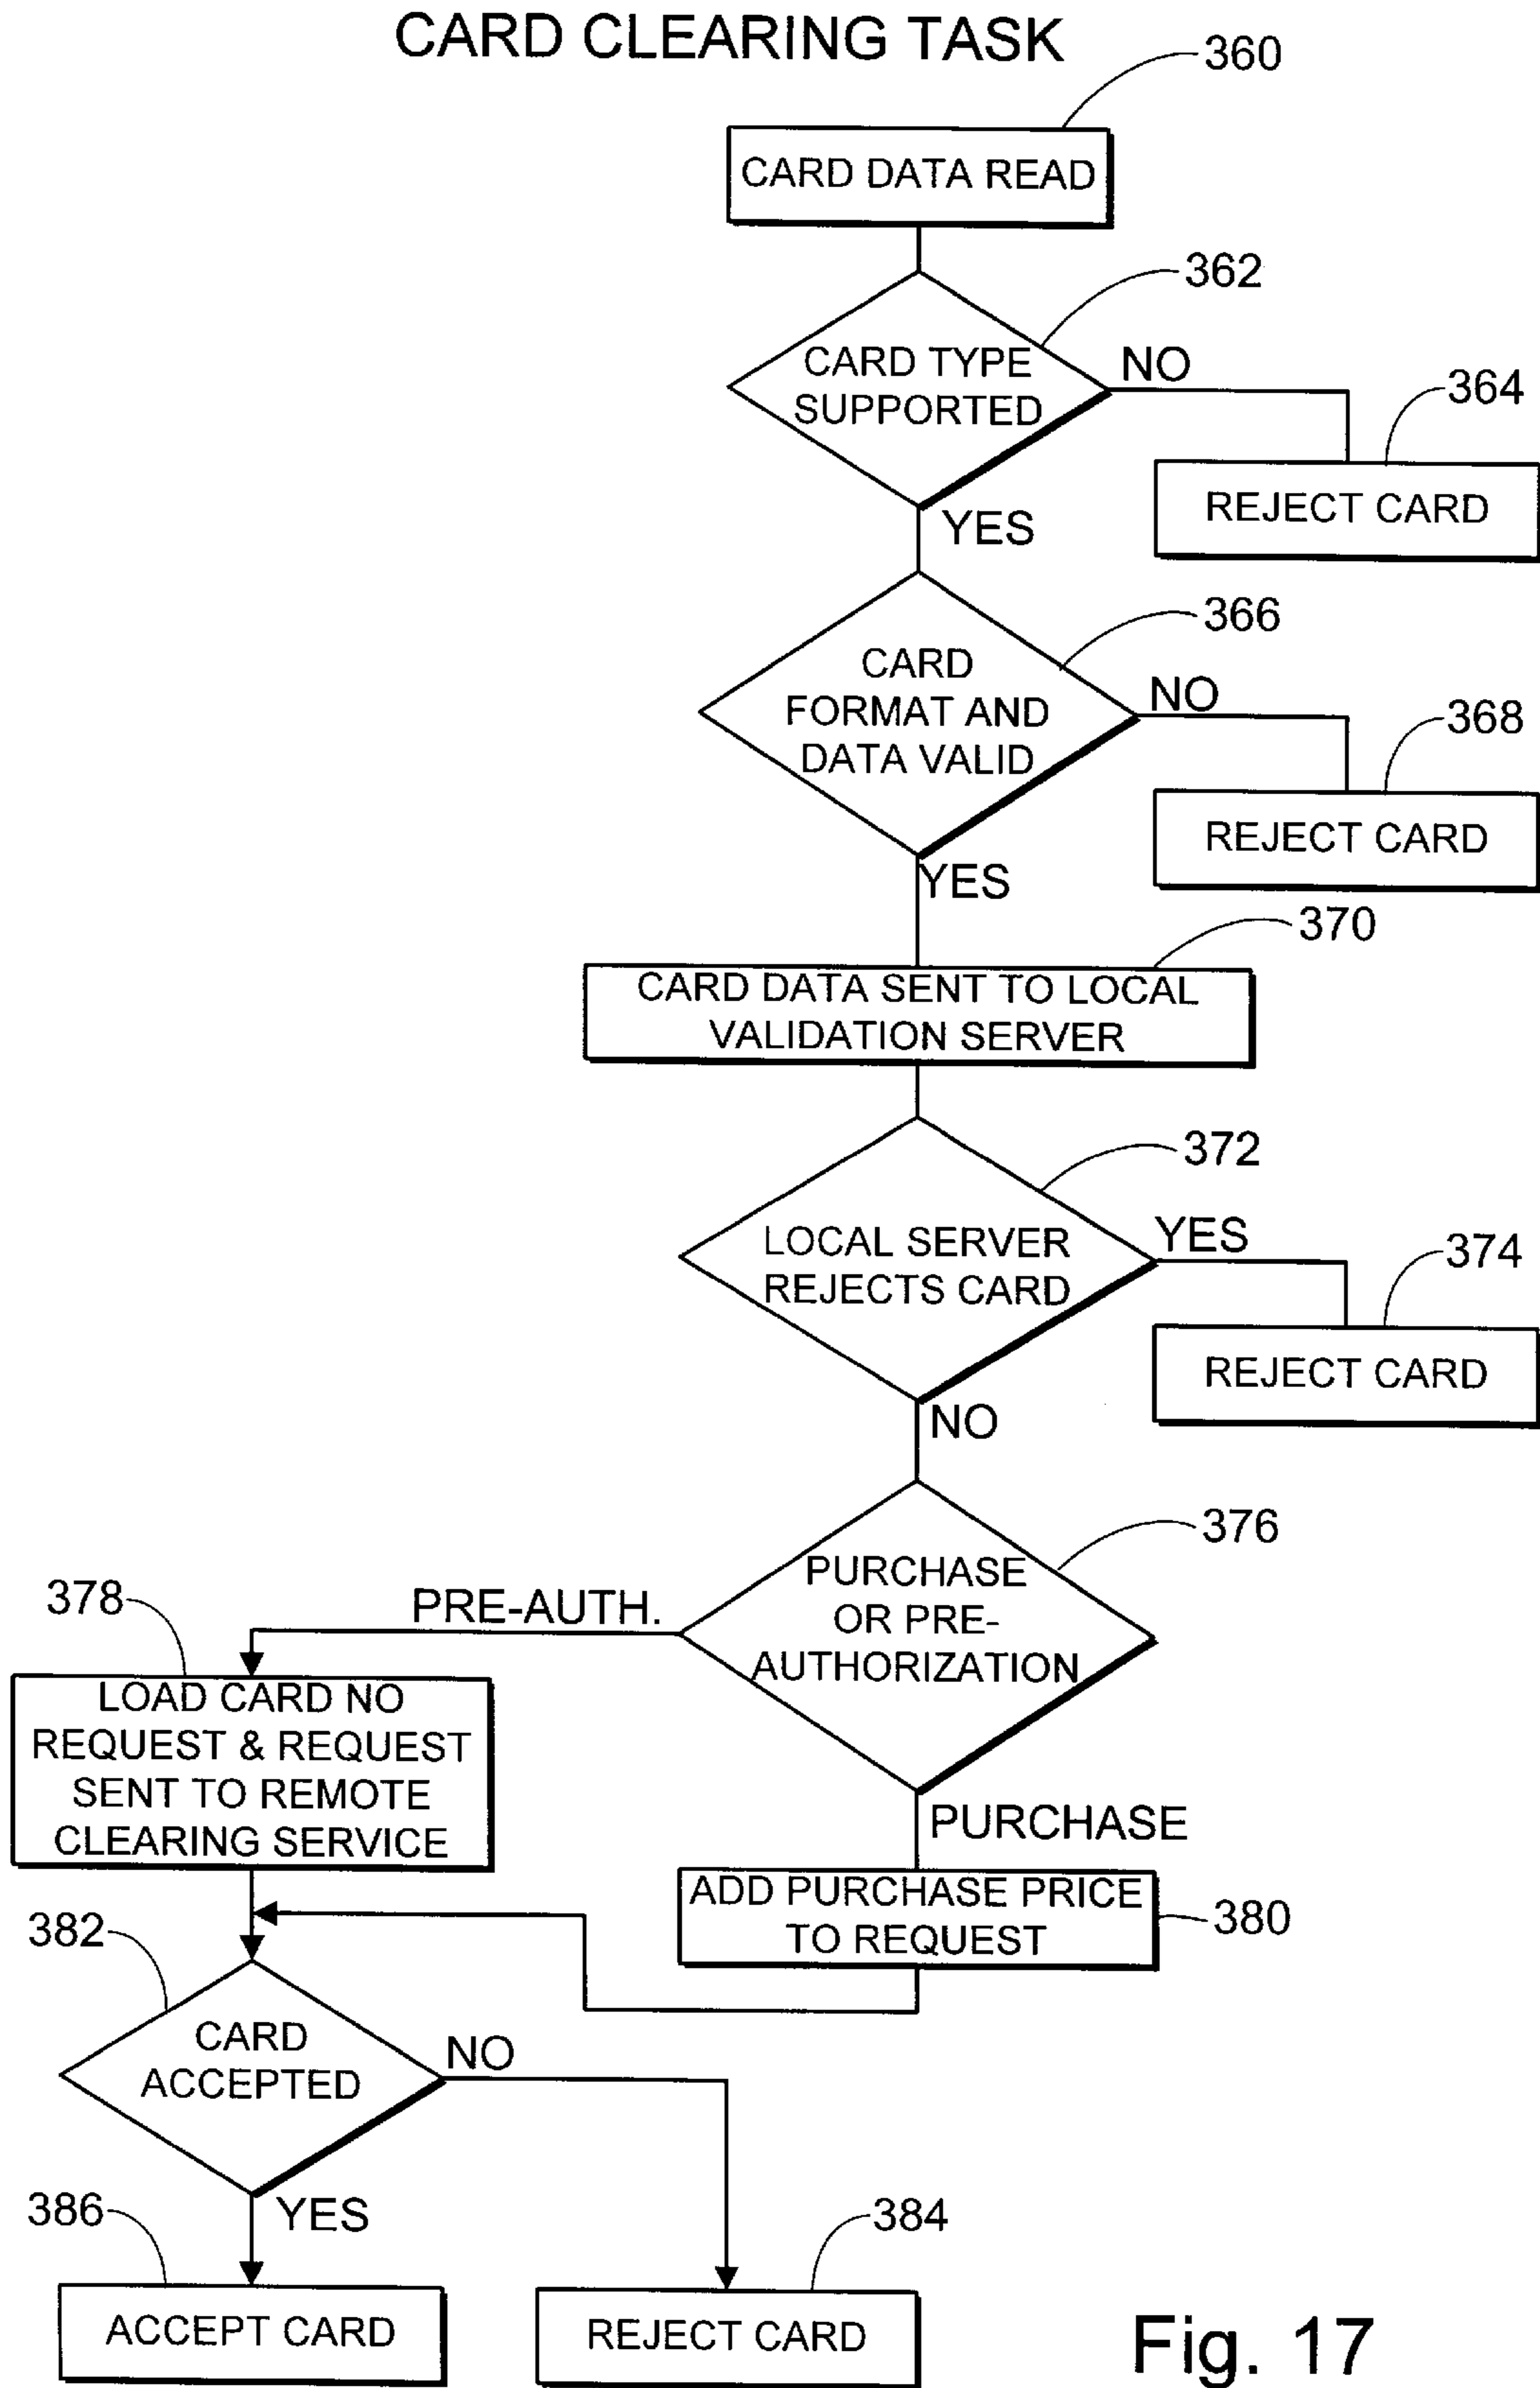 CARD CLEARING TASK
360
CARD DATA READ
362
CARD TYPE
SUPPORTED
NO
364
REJECT CARD
YES
366
CARD
FORMAT AND
DATA VALID
NO
368
REJECT CARD
YES
370
CARD DATA SENT TO LOCAL
VALIDATION SERVER
372
LOCAL SERVER
REJECTS CARD
YES
374
REJECT CARD
NO
376
PURCHASE
OR PRE-
AUTHORIZATION
PRE-AUTH.
378
LOAD CARD NO
REQUEST & REQUEST
SENT TO REMOTE
CLEARING SERVICE
PURCHASE
ADD PURCHASE PRICE
TO REQUEST
380
382
CARD
ACCEPTED
NO
YES
386
384
ACCEPT CARD
REJECT CARD
Fig. 17